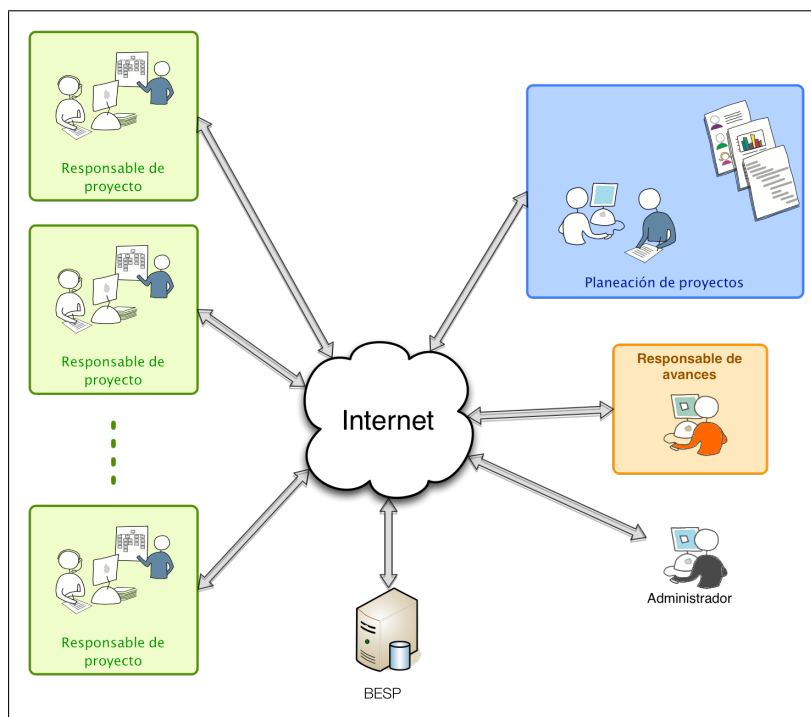 Responsable de
proyecto
Responsable de
proyecto
Responsable de
proyecto
Internet
Planeación de proyectos
Responsable de
avances
Administrador
BESP